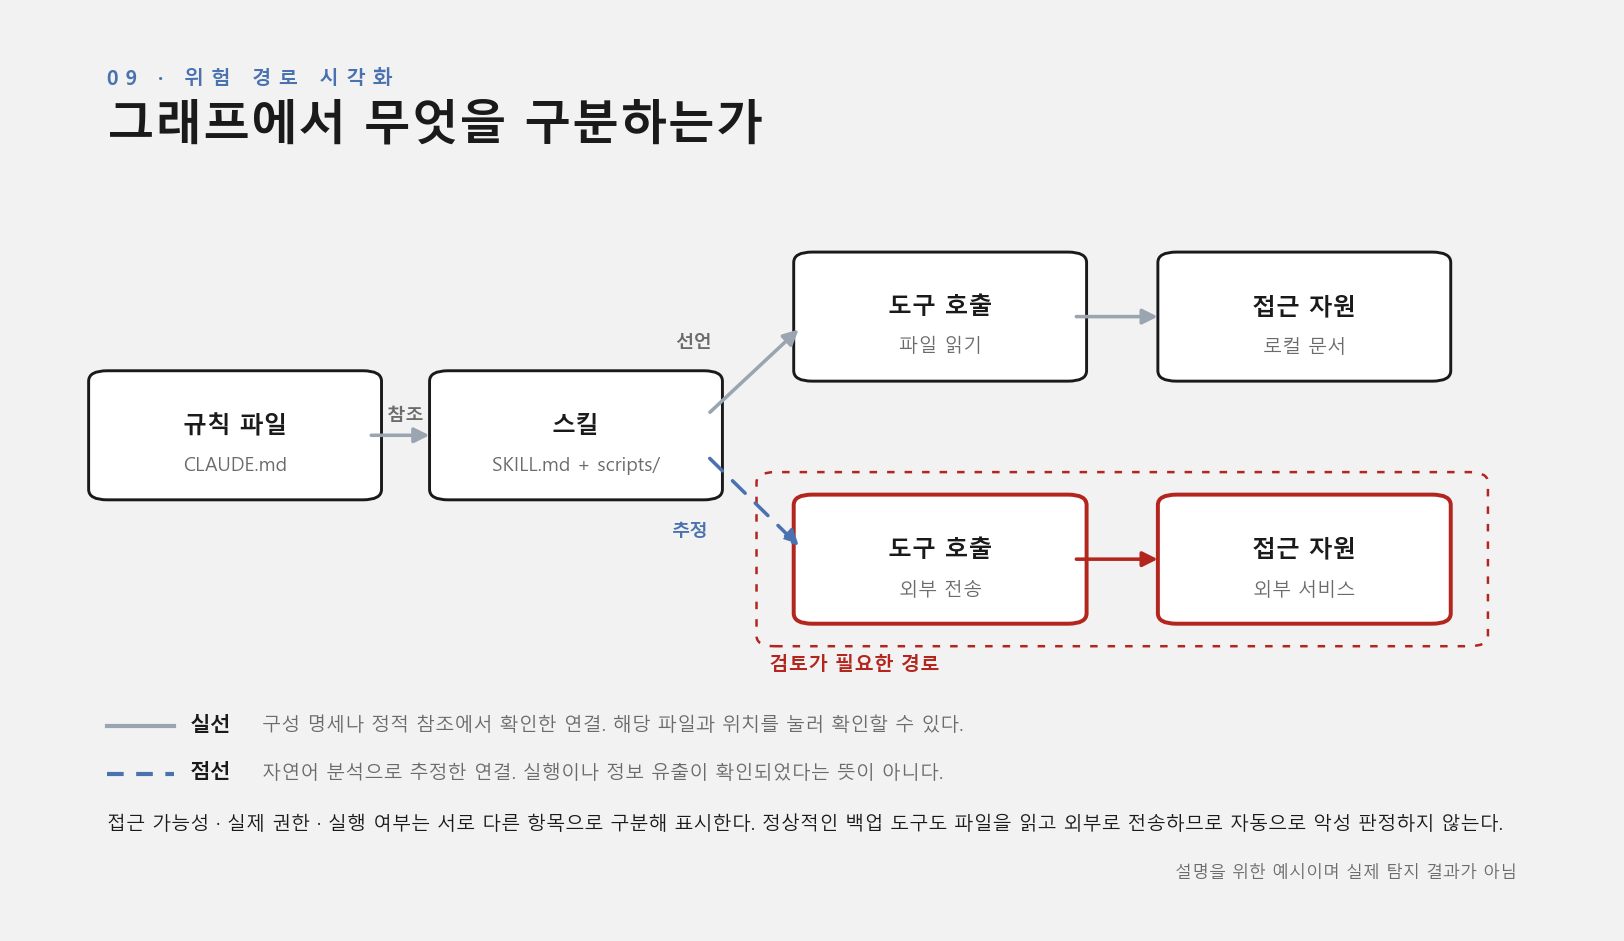 09 · 위험 경로 시각화
그래프에서 무엇을 구분하는가
규칙 파일
CLAUDE.md
참조
스킬
SKILL.md + scripts/
선언
도구 호출
파일 읽기
접근 자원
로컬 문서
추정
도구 호출
외부 전송
접근 자원
외부 서비스
검토가 필요한 경로
실선 구성 명세나 정적 참조에서 확인한 연결. 해당 파일과 위치를 눌러 확인할 수 있다.
점선 자연어 분석으로 추정한 연결. 실행이나 정보 유출이 확인되었다는 뜻이 아니다.
접근 가능성 · 실제 권한 · 실행 여부는 서로 다른 항목으로 구분해 표시한다. 정상적인 백업 도구도 파일을 읽고 외부로 전송하므로 자동으로 악성 판정하지 않는다.
설명을 위한 예시이며 실제 탐지 결과가 아님